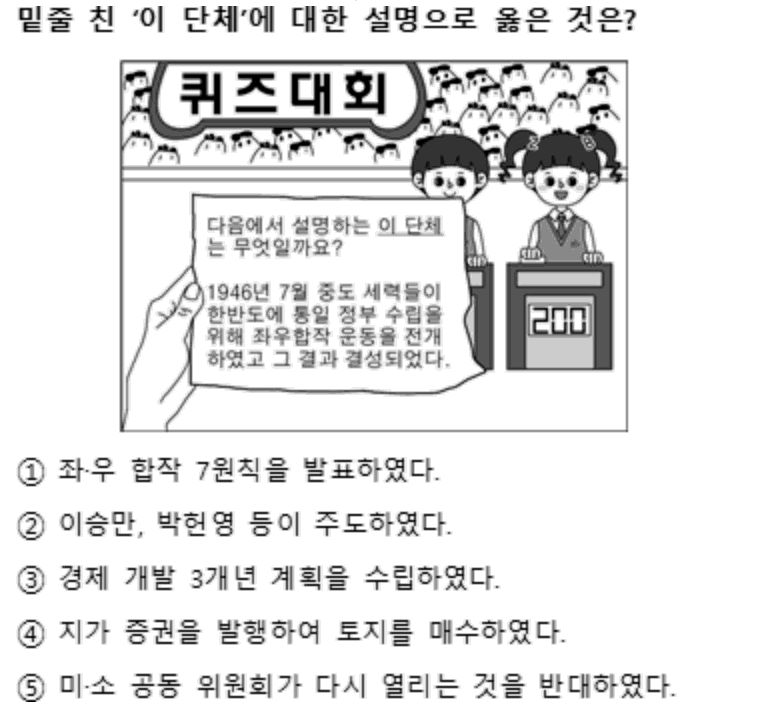 밑줄 친 ‘이 단체’에 대한 설명으로 옳은 것은?
퀴즈대회
다음에서 설명하는 이 단체
는 무엇일까요?
1946년 7월 중도 세력들이
한반도에 통일 정부 수립을
위해 좌우합작 운동을 전개
하였고 그 결과 결성되었다.
200
① 좌·우 합작 7원칙을 발표하였다.
② 이승만, 박헌영 등이 주도하였다.
③ 경제 개발 3개년 계획을 수립하였다.
④ 지가 증권을 발행하여 토지를 매수하였다.
⑤ 미·소 공동 위원회가 다시 열리는 것을 반대하였다.